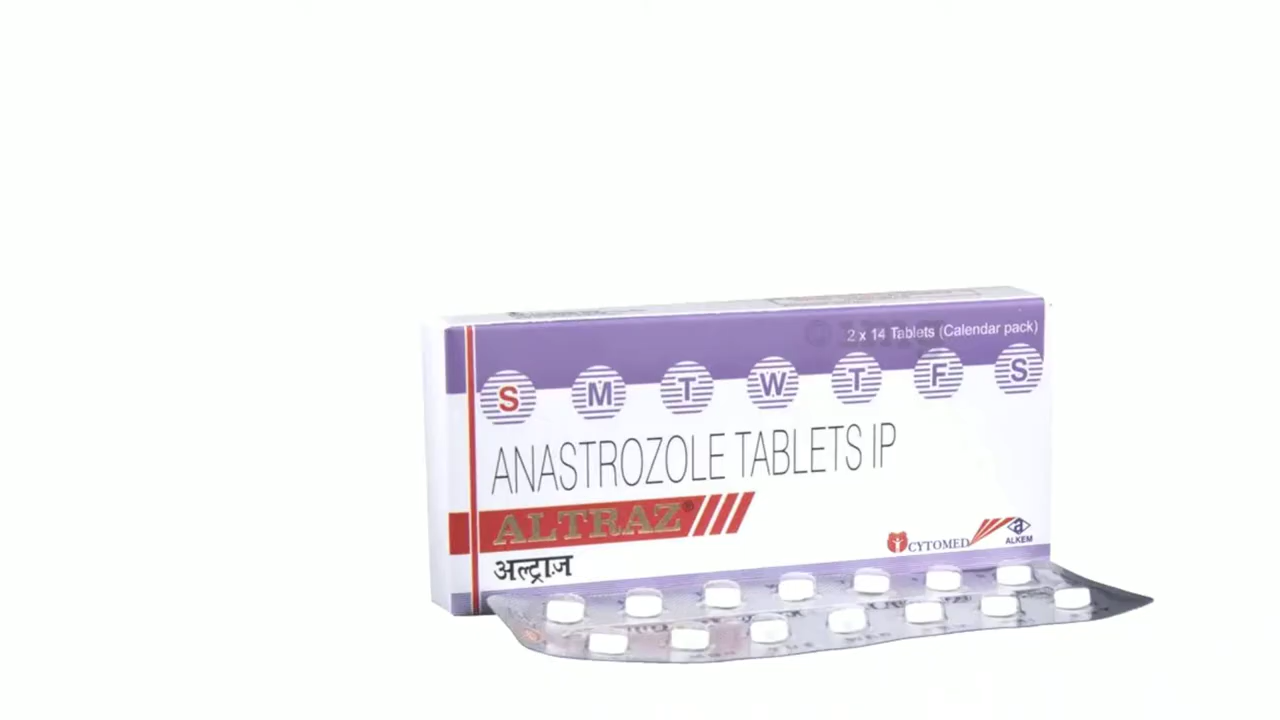 2 x 14 Tablets (Calendar pack)
S M T W T F S
ANASTROZOLE TABLETS IP
ALTRAZ®
अल्ट्राज़
CYTOMED
ALKEM